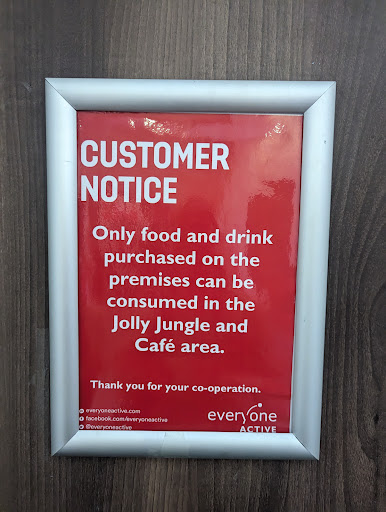 CUSTOMER
NOTICE
Only food and drink
purchased on the
premises can be
consumed in the
Jolly Jungle and
Café area.
Thank you for your co-operation.
everyoneactive.com
facebook.com/everyoneactive
@everyoneactive
everyone
ACTIVE